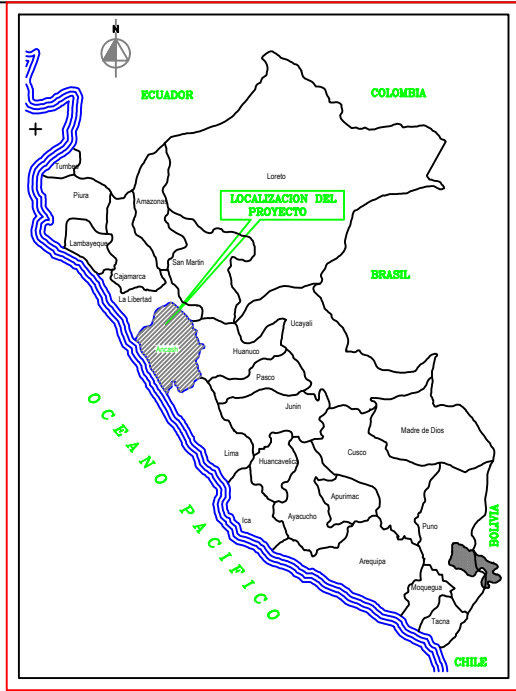 N
ECUADOR
COLOMBIA
Tumbes
Loreto
Piura
Amazonas
LOCALIZACION DEL
PROYECTO
Lambayeque
San Martin
Cajamarca
BRASIL
La Libertad
Ucayali
Ancash
Huanuco
Pasco
Junin
Madre de Dios
Lima
Huancavelica
Cusco
Apurimac
Ica
Ayacucho
Puno
BOLIVIA
Arequipa
Moquegua
Tacna
OCEANO PACIFICO
CHILE